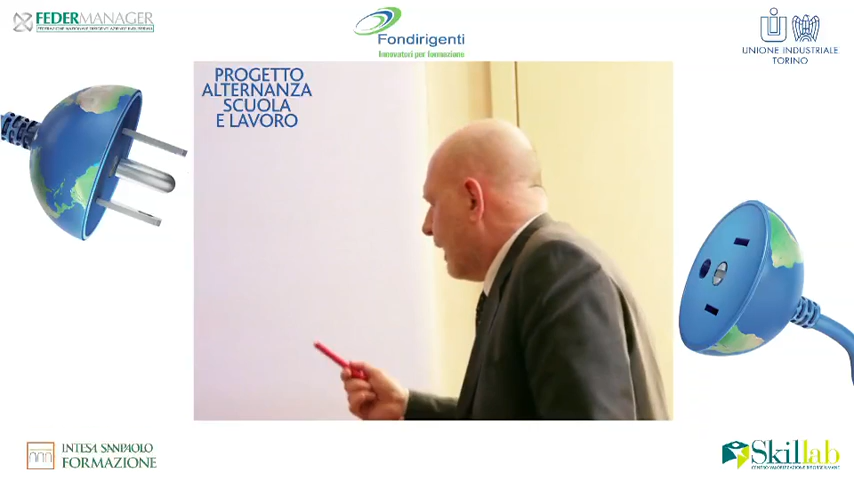 FEDERMANAGER
Fondirigenti
Innovatori per formazione
UNIONE INDUSTRIALE
TORINO
PROGETTO
ALTERNANZA
SCUOLA
E LAVORO
INTESA SANPAOLO
FORMAZIONE
Skillab